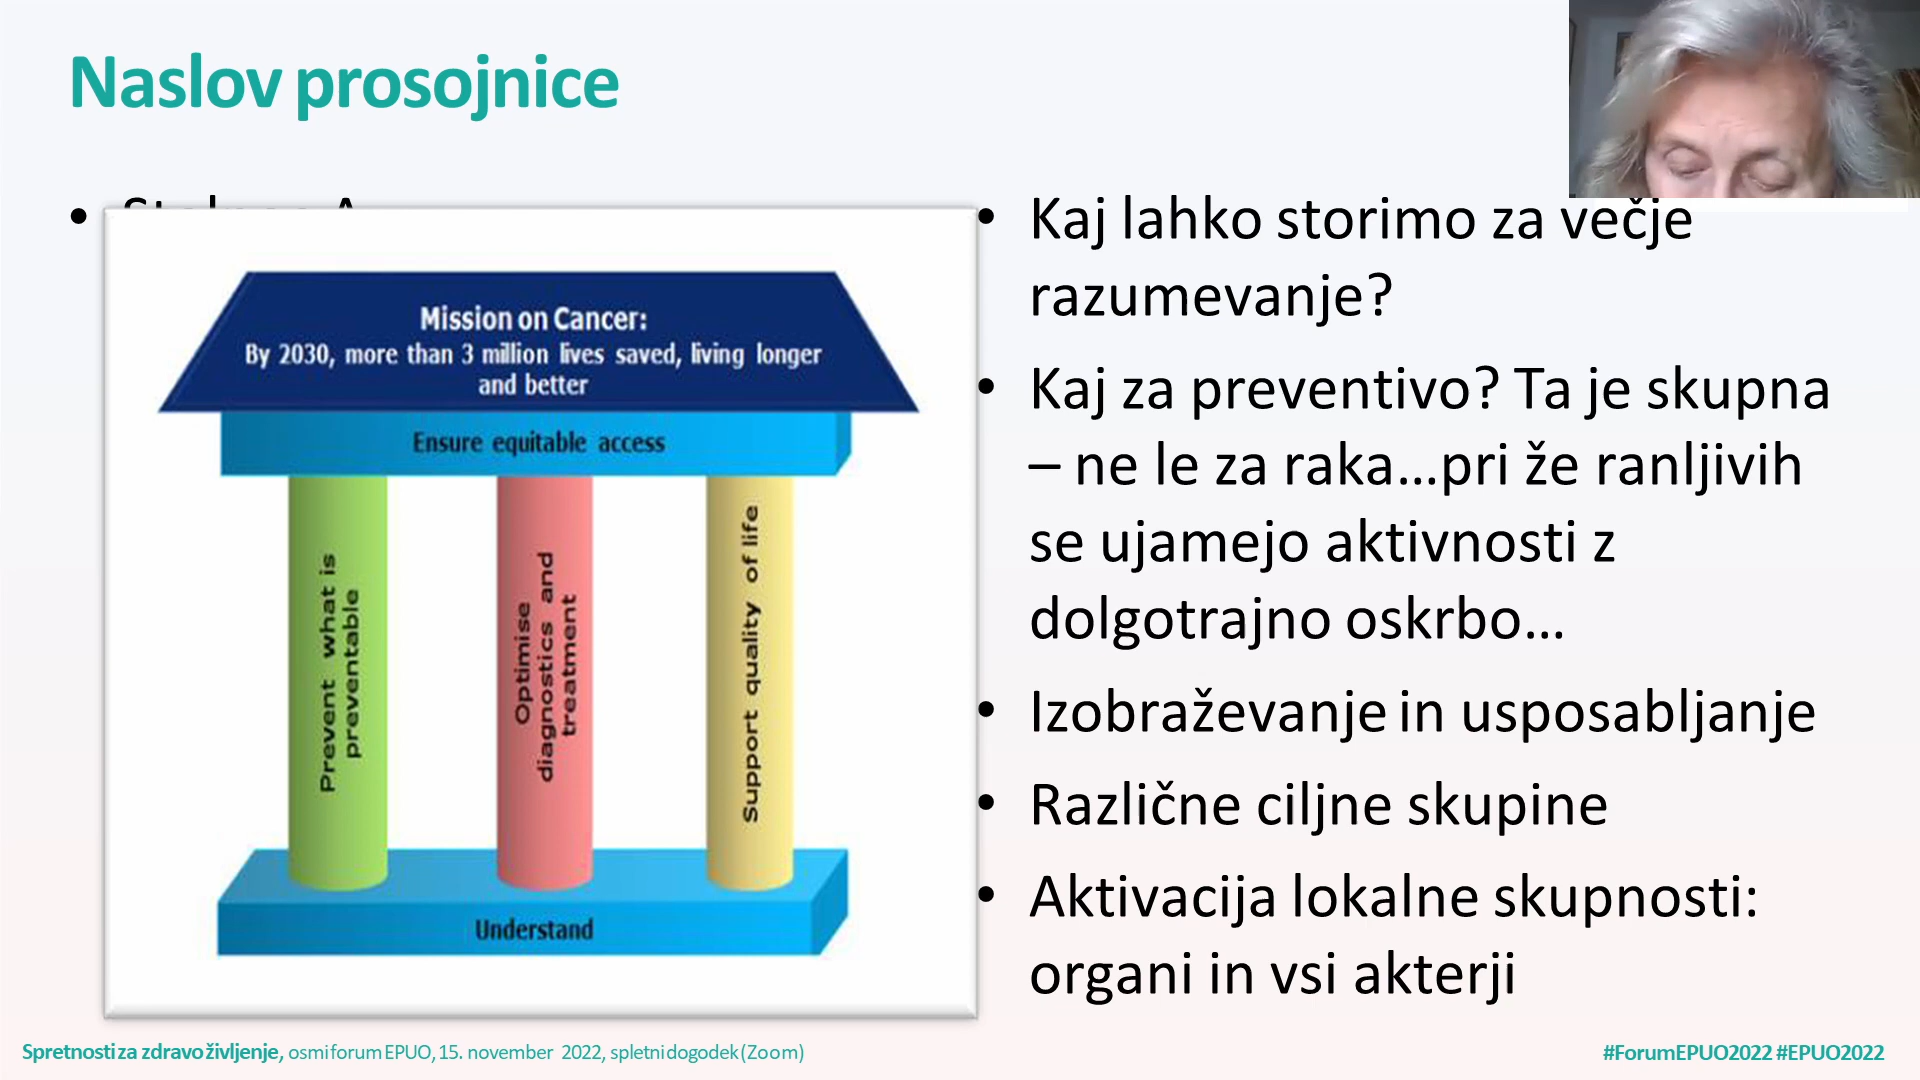 Naslov prosojnice
Mission on Cancer:
By 2030, more than 3 million lives saved, living longer
and better
Ensure equitable access
Prevent what is
preventable
Optimise
diagnostics and
treatment
Support quality of life
Understand
• Kaj lahko storimo za večje
razumevanje?
• Kaj za preventivo? Ta je skupna
– ne le za raka...pri že ranljivih
se ujamejo aktivnosti z
dolgotrajno oskrbo...
• Izobraževanje in usposabljanje
• Različne ciljne skupine
• Aktivacija lokalne skupnosti:
organi in vsi akterji
Spretnosti za zdravo življenje, osmi forum EPUO, 15. november 2022, spletni dogodek (Zoom)
#ForumEPUO2022 #EPUO2022